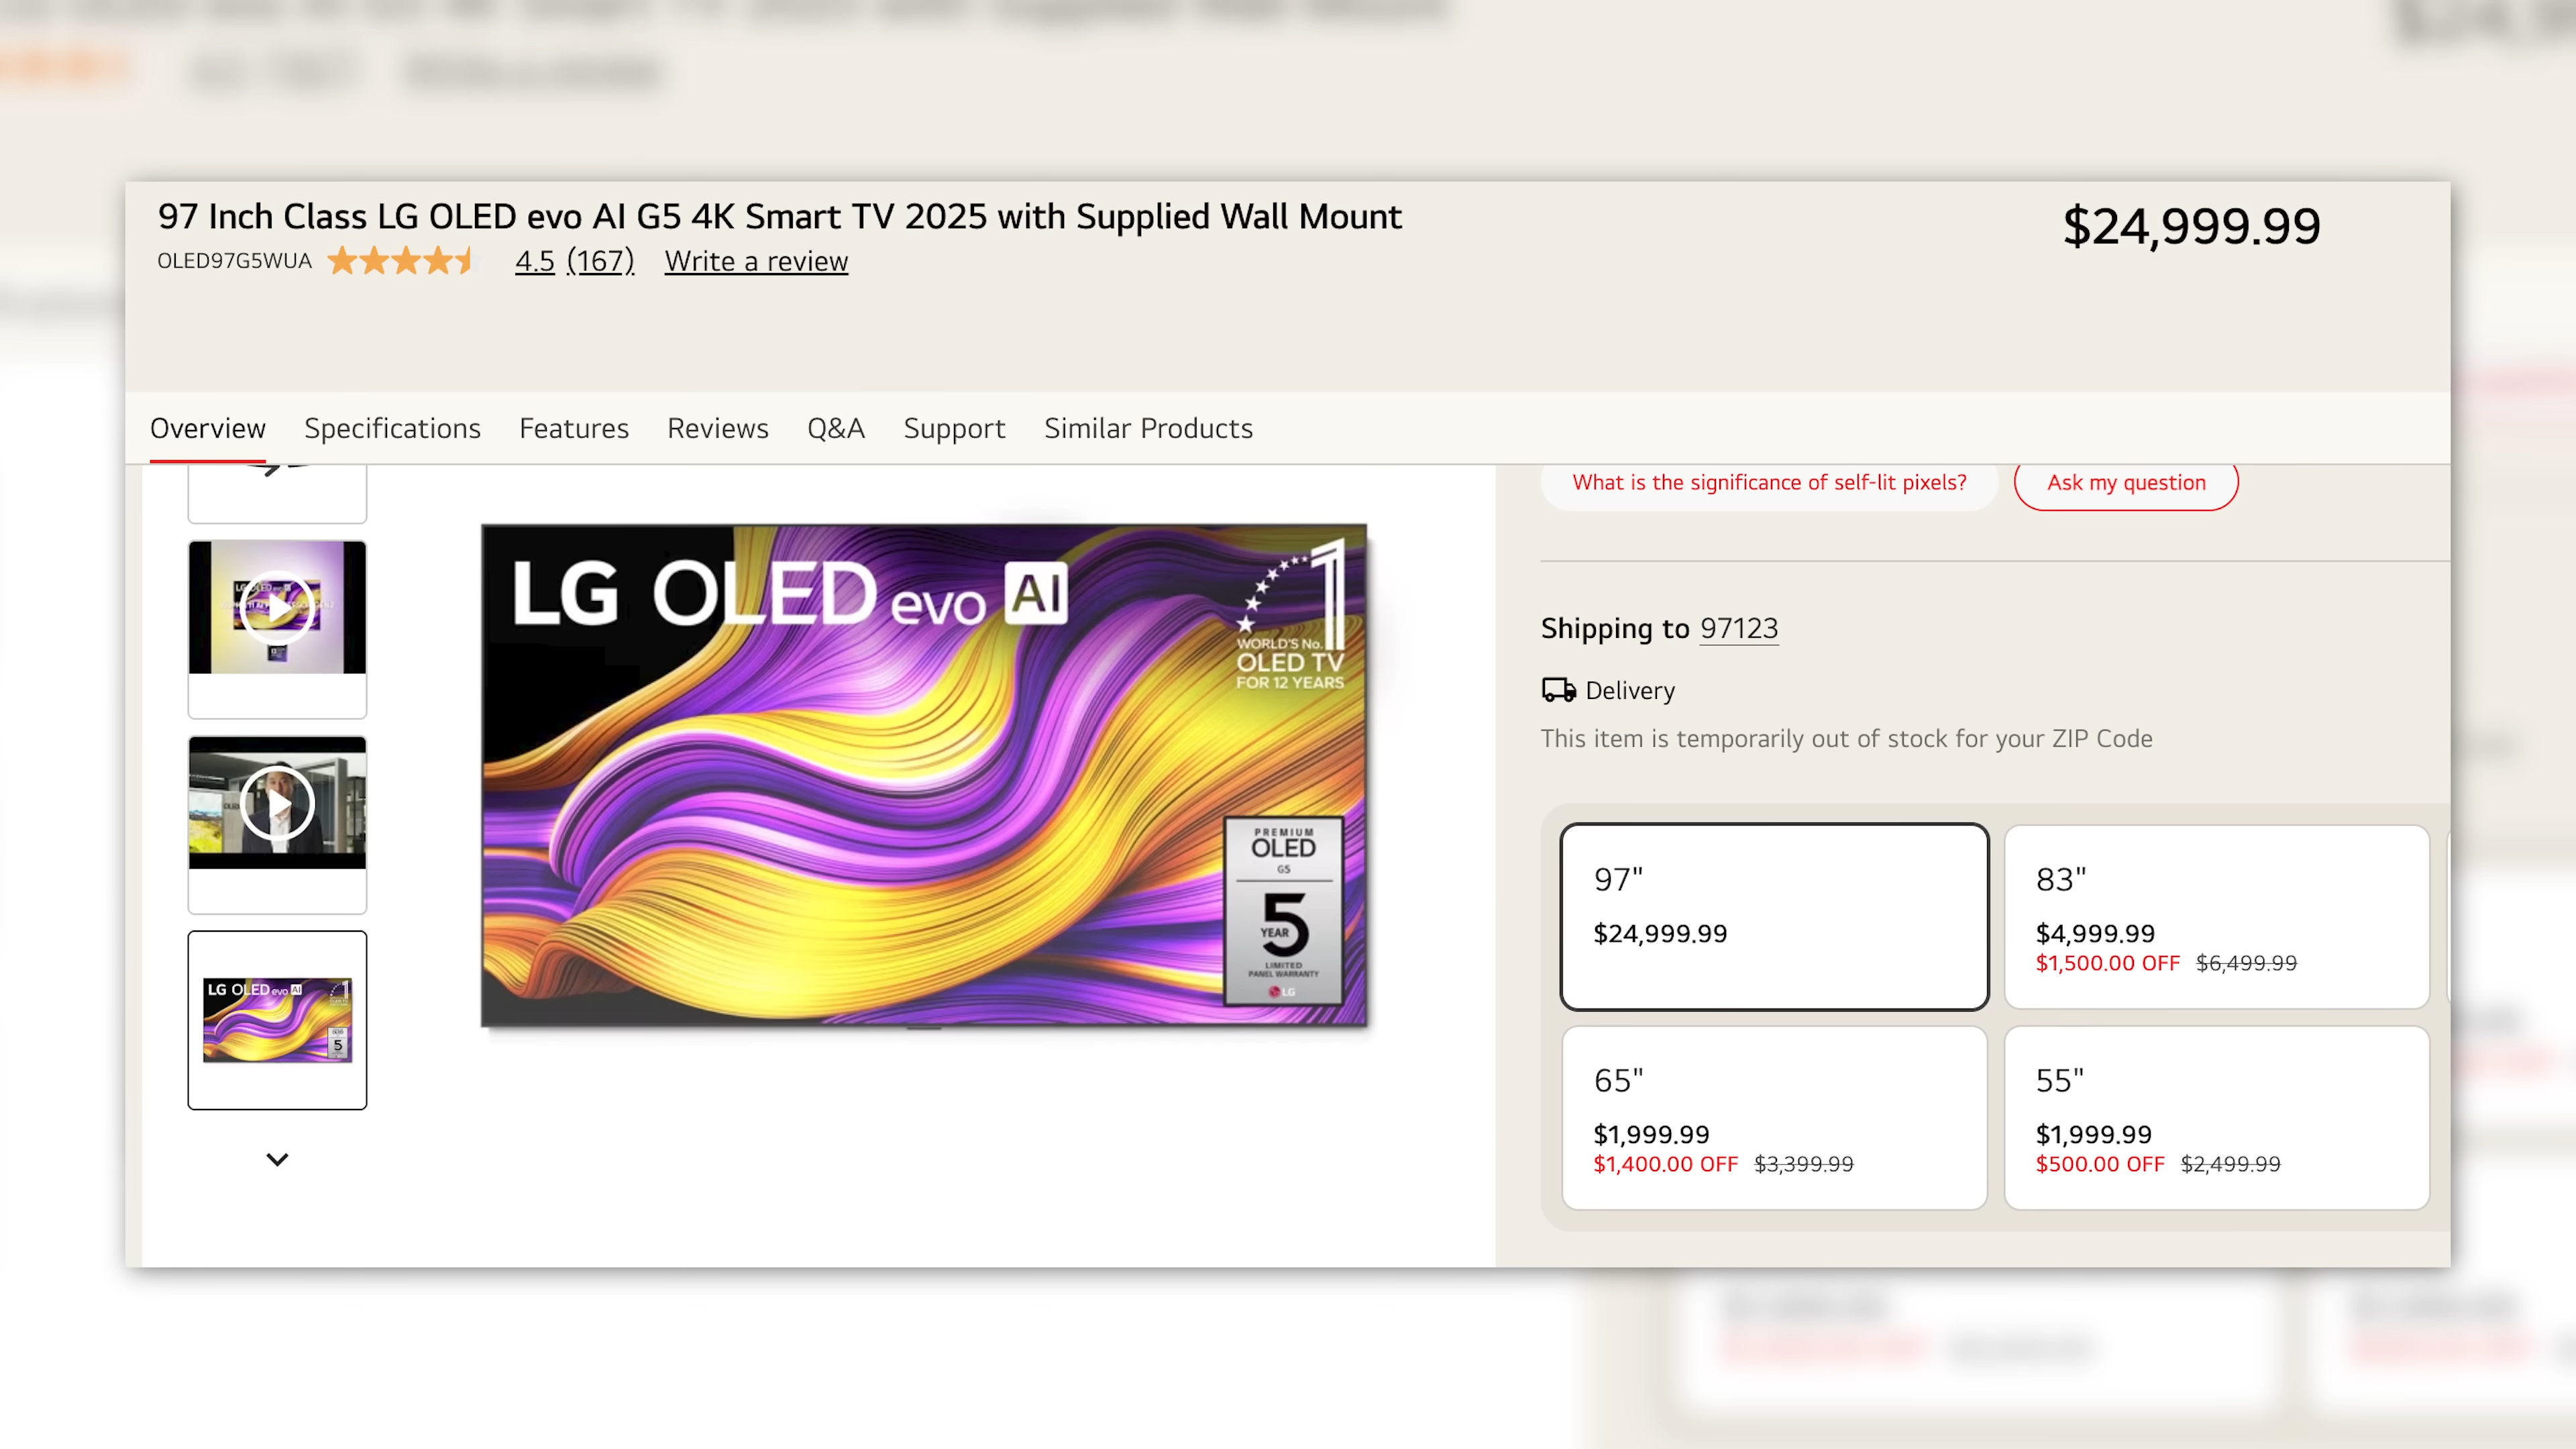 97 Inch Class LG OLED evo AI G5 4K Smart TV 2025 with Supplied Wall Mount
$24,999.99
OLED97G5WUA 4.5 (167) Write a review
Overview Specifications Features Reviews Q&A Support Similar Products
What is the significance of self-lit pixels? Ask my question
LG OLED evo AI
1
WORLD'S No.
OLED TV
FOR 12 YEARS
PREMIUM
OLED
G5
5
YEAR
LIMITED
PANEL WARRANTY
LG
LG OLED evo AI
5
Shipping to 97123
Delivery
This item is temporarily out of stock for your ZIP Code
97"
$24,999.99
83"
$4,999.99
$1,500.00 OFF $6,499.99
65"
$1,999.99
$1,400.00 OFF $3,399.99
55"
$1,999.99
$500.00 OFF $2,499.99